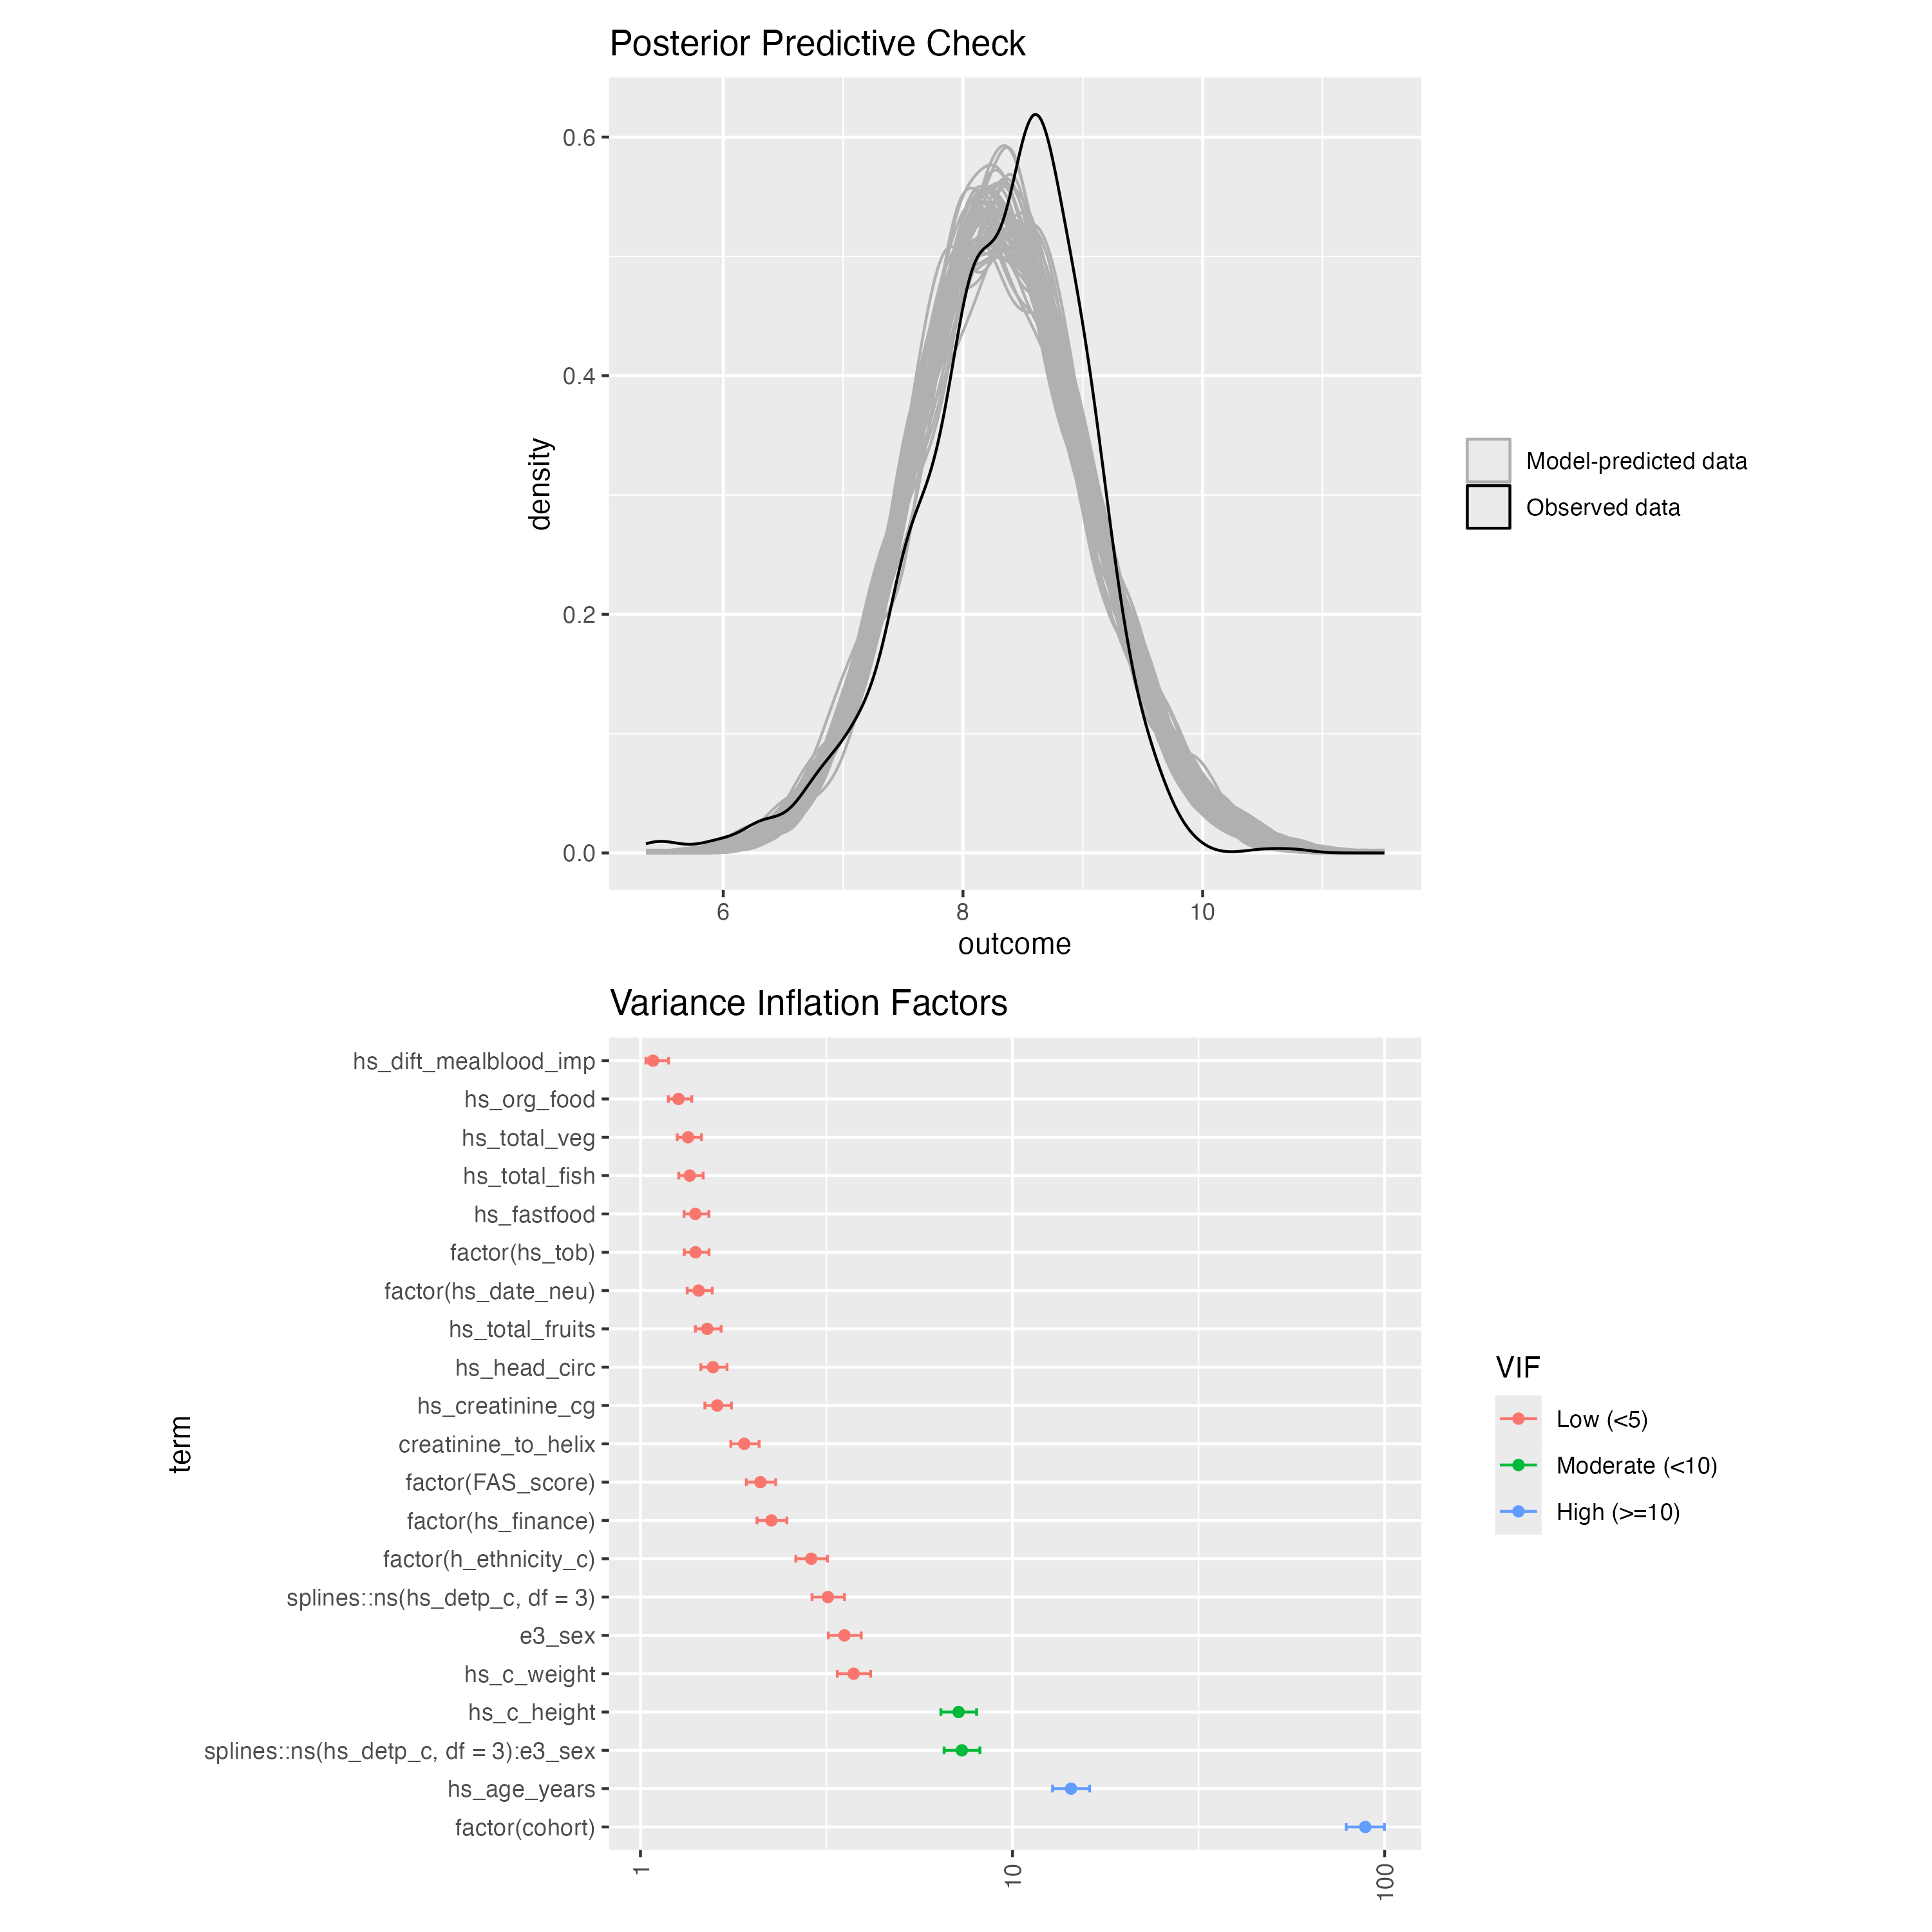 Posterior Predictive Check
0.6
0.4
0.2
0.0
density
6
8
10
outcome
Model-predicted data
Observed data
Variance Inflation Factors
term
hs_dift_mealblood_imp
hs_org_food
hs_total_veg
hs_total_fish
hs_fastfood
factor(hs_tob)
factor(hs_date_neu)
hs_total_fruits
hs_head_circ
hs_creatinine_cg
creatinine_to_helix
factor(FAS_score)
factor(hs_finance)
factor(h_ethnicity_c)
splines::ns(hs_detp_c, df = 3)
e3_sex
hs_c_weight
hs_c_height
splines::ns(hs_detp_c, df = 3):e3_sex
hs_age_years
factor(cohort)
1
10
100
VIF
Low (<5)
Moderate (<10)
High (>=10)